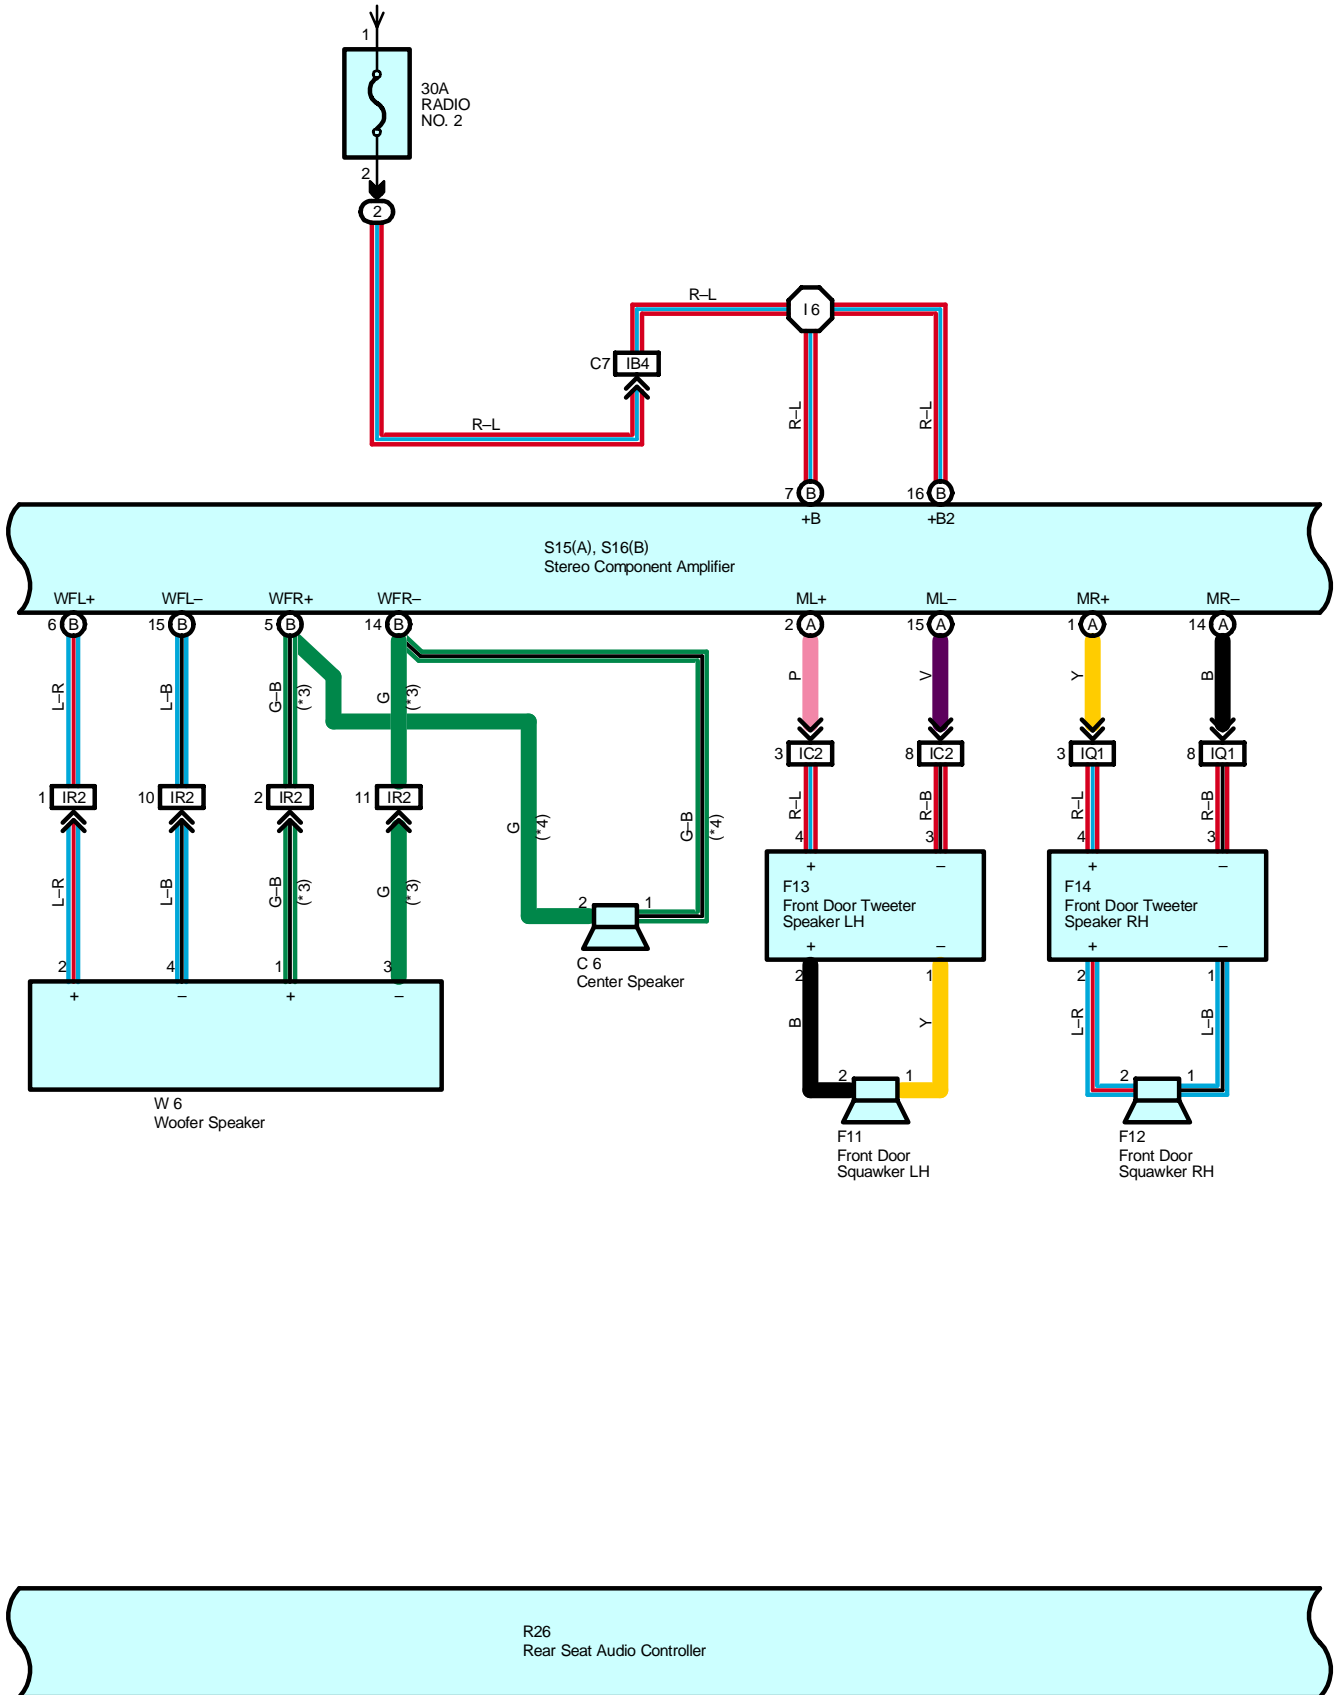 1
30A
RADIO
NO. 2
2
2
R–L
I 6
C7 IB4
R–L
R–L
R–L
7 B
16 B
+B
+B2
S15(A), S16(B)
Stereo Component Amplifier
WFL+ WFL– WFR+ WFR– ML+ ML– MR+ MR–
6 B 15 B 5 B 14 B 2 A 15 A 1 A 14 A
L–R L–B G–B (*3) G (*3) P V Y B
3 IC2 8 IC2 3 IQ1 8 IQ1
1 IR2 10 IR2 2 IR2 11 IR2
R–L R–B R–L R–B
G (*4) G–B (*4)
4 3 4 3
+ – + –
L–R L–B G–B (*3) G (*3)
F13
Front Door Tweeter
Speaker LH
F14
Front Door Tweeter
Speaker RH
2 1
+ – + –
C 6
Center Speaker
2 4 1 3
2 1 2 1
+ – + –
B Y L–R L–B
2 1 2 1
W 6
Woofer Speaker
F11
Front Door
Squawker LH
F12
Front Door
Squawker RH
R26
Rear Seat Audio Controller